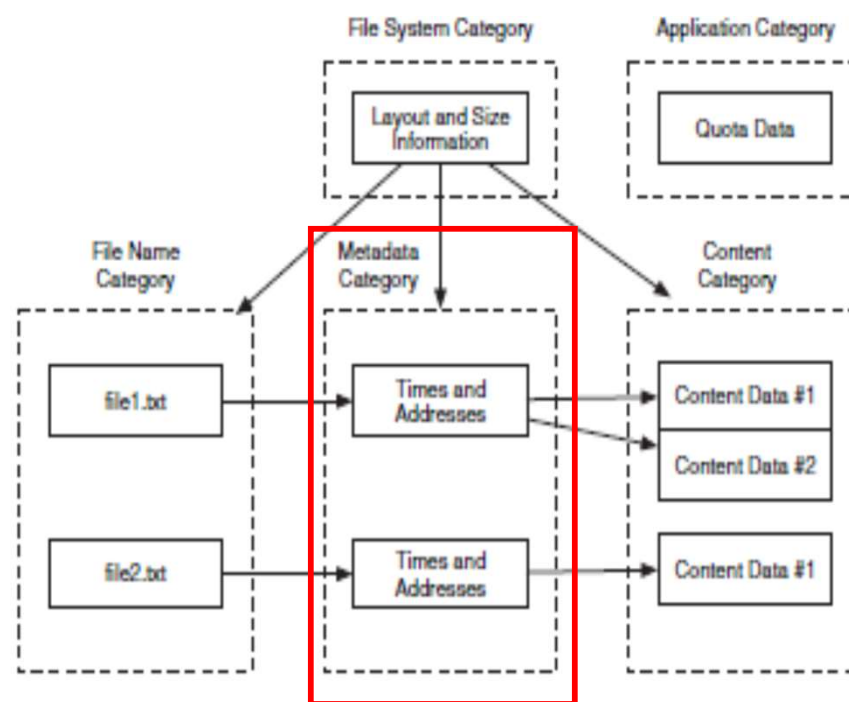 File System Category
Application Category
Layout and Size
Information
Quota Data
File Name
Category
Metadata
Category
Content
Category
file1.txt
Times and
Addresses
Content Data #1
Content Data #2
file2.txt
Times and
Addresses
Content Data #1